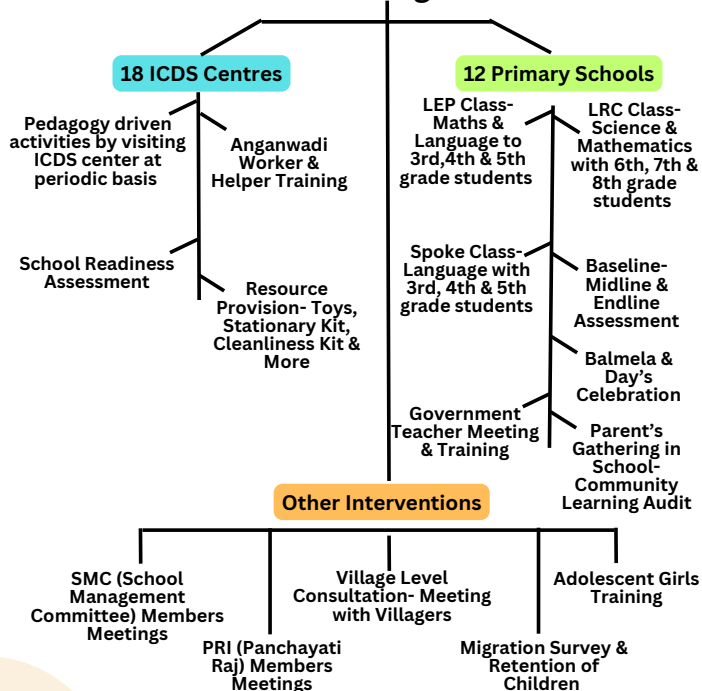 18 ICDS Centres
Pedagogy driven
activities by visiting
ICDS center at
periodic basis
Anganwadi
Worker &
Helper Training
School Readiness
Assessment
Resource
Provision- Toys,
Stationary Kit,
Cleanliness Kit &
More
12 Primary Schools
LEP Class-
Maths &
Language to
3rd,4th & 5th
grade students
LRC Class-
Science &
Mathematics
with 6th, 7th &
8th grade
students
Spoke Class-
Language with
3rd, 4th & 5th
grade students
Baseline-
Midline &
Endline
Assessment
Balmela &
Day's
Celebration
Government
Teacher Meeting
& Training
Parent's
Gathering in
School-
Community
Learning Audit
Other Interventions
SMC (School
Management
Committee) Members
Meetings
PRI (Panchayati
Raj) Members
Meetings
Village Level
Consultation- Meeting
with Villagers
Migration Survey &
Retention of
Children
Adolescent Girls
Training